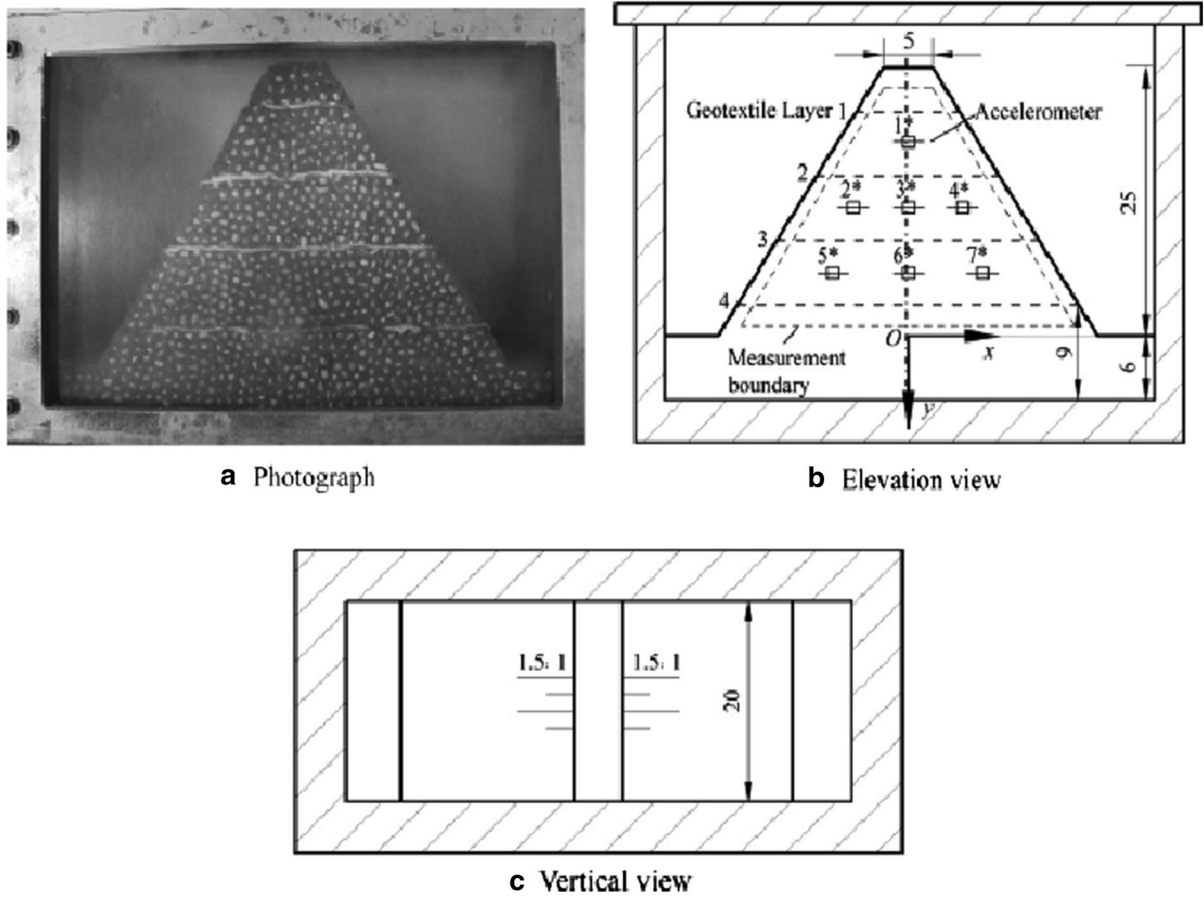 5
Geotextile Layer 1
1*
Accelerometer
2
2*
3*
4*
25
3
5*
6*
7*
4
O
x
y
9
6
Measurement
boundary
a Photograph
b Elevation view
1.5: 1
1.5: 1
20
c Vertical view